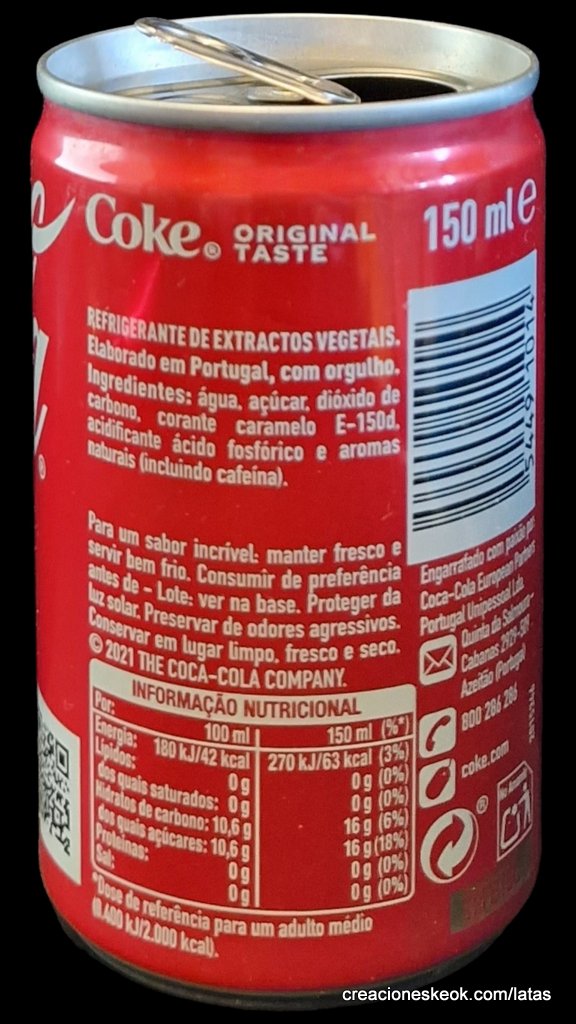 Coke® ORIGINAL TASTE
150 ml e
REFRIGERANTE DE EXTRACTOS VEGETAIS.
Elaborado em Portugal, com orgulho.
Ingredientes: água, açúcar, dióxido de
carbono, corante caramelo E-150d,
acidificante ácido fosfórico e aromas
naturais (incluindo cafeína).
Para um sabor incrível: manter fresco e
servir bem frio. Consumir de preferência
antes de - Lote: ver na base. Proteger da
luz solar. Preservar de odores agressivos.
Conservar em lugar limpo, fresco e seco.
© 2021 THE COCA-COLA COMPANY.
INFORMAÇÃO NUTRICIONAL
Por: 100 ml 150 ml (%*)
Energia: 180 kJ/42 kcal 270 kJ/63 kcal (3%)
Lípidos: 0 g 0 g (0%)
dos quais saturados: 0 g 0 g (0%)
Hidratos de carbono: 10,6 g 16 g (6%)
dos quais açúcares: 10,6 g 16 g (18%)
Proteínas: 0 g 0 g (0%)
Sal: 0 g 0 g (0%)
*Dose de referência para um adulto médio
(8.400 kJ/2.000 kcal).
5449 1014
Engarrafado com paixão por:
Coca-Cola European Partners
Portugal Unipessoal Lda.
Quinta da Salmoura-
Cabanas 2929-509
Azeitão (Portugal)
800 286 286
coke.com
®
creacioneskeok.com/latas